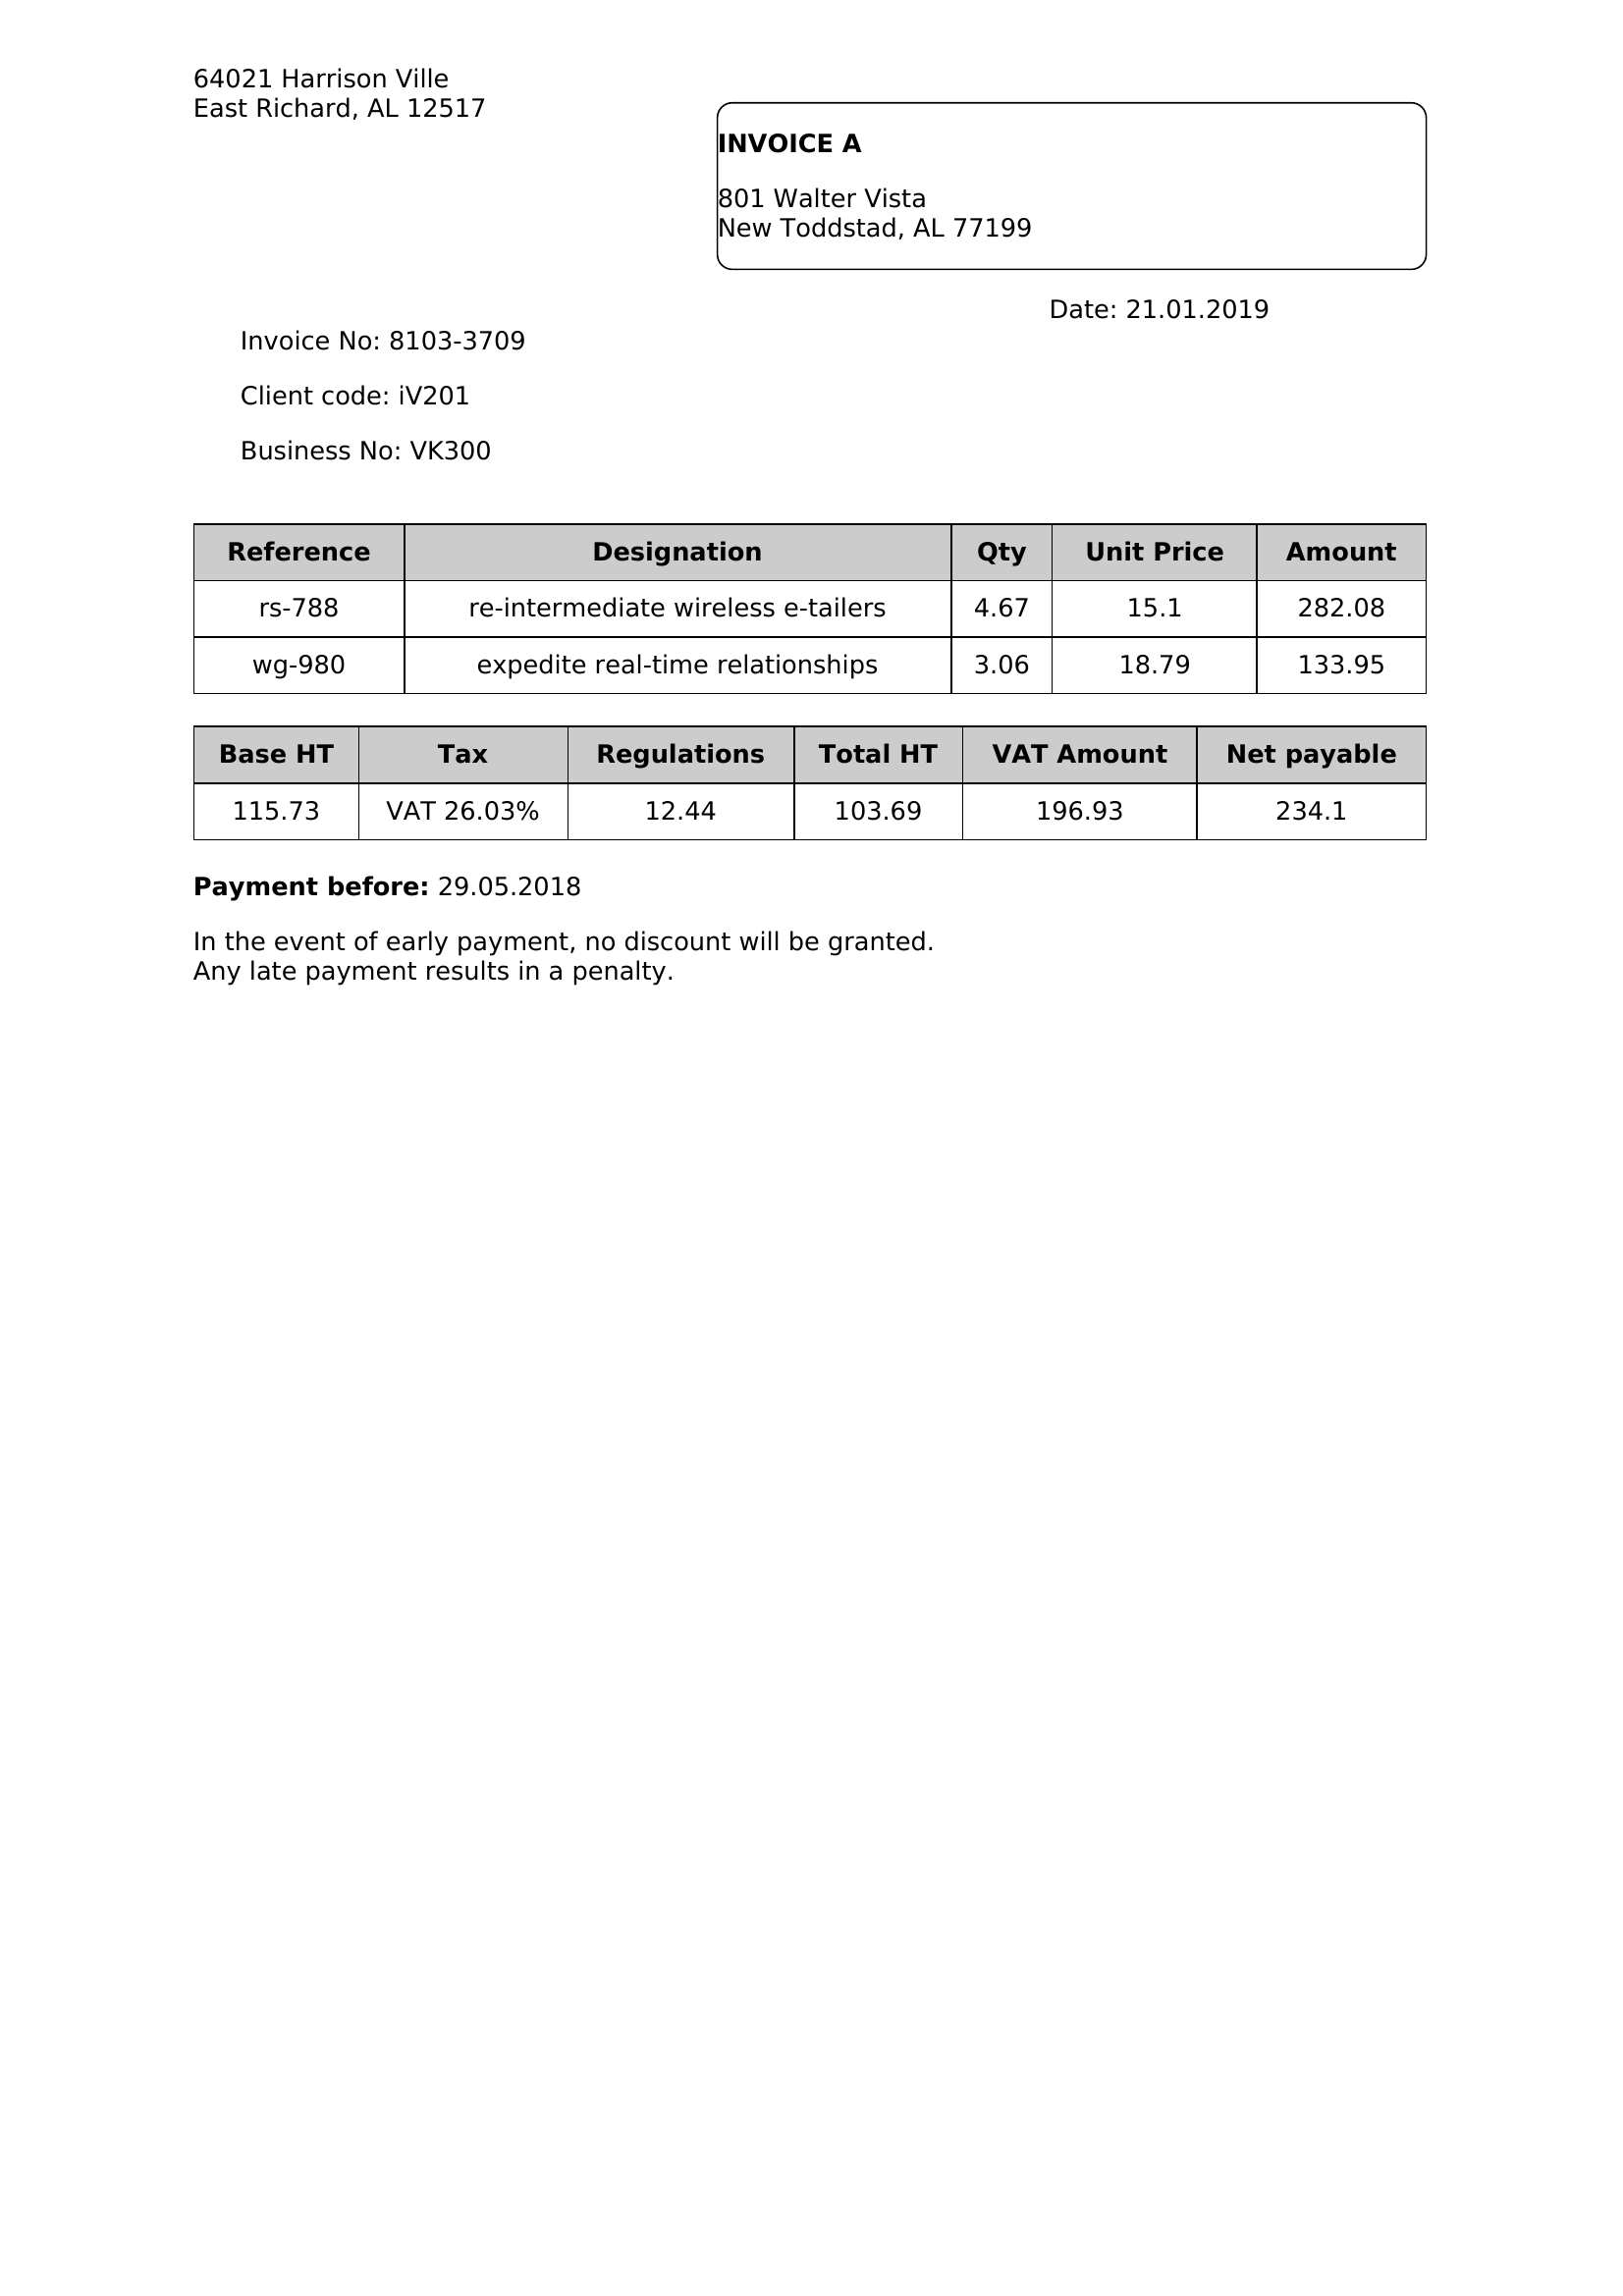 64021 Harrison Ville
East Richard, AL 12517
INVOICE A
801 Walter Vista
New Toddstad, AL 77199
Date: 21.01.2019
Invoice No: 8103-3709
Client code: iV201
Business No: VK300
Reference Designation Qty Unit Price Amount
rs-788 re-intermediate wireless e-tailers 4.67 15.1 282.08
wg-980 expedite real-time relationships 3.06 18.79 133.95
Base HT Tax Regulations Total HT VAT Amount Net payable
115.73 VAT 26.03% 12.44 103.69 196.93 234.1
Payment before: 29.05.2018
In the event of early payment, no discount will be granted.
Any late payment results in a penalty.